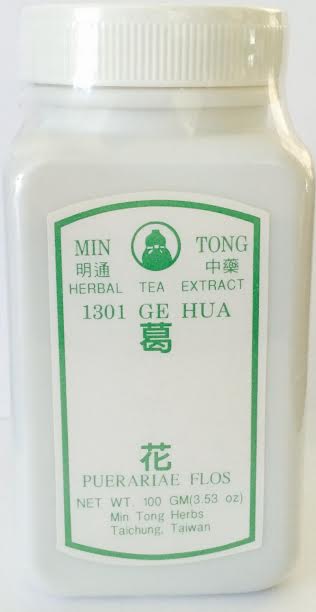 MIN TONG
明通 中藥
HERBAL TEA EXTRACT
1301 GE HUA
葛
花
PUERARIAE FLOS
NET WT. 100 GM(3.53 oz)
Min Tong Herbs
Taichung, Taiwan